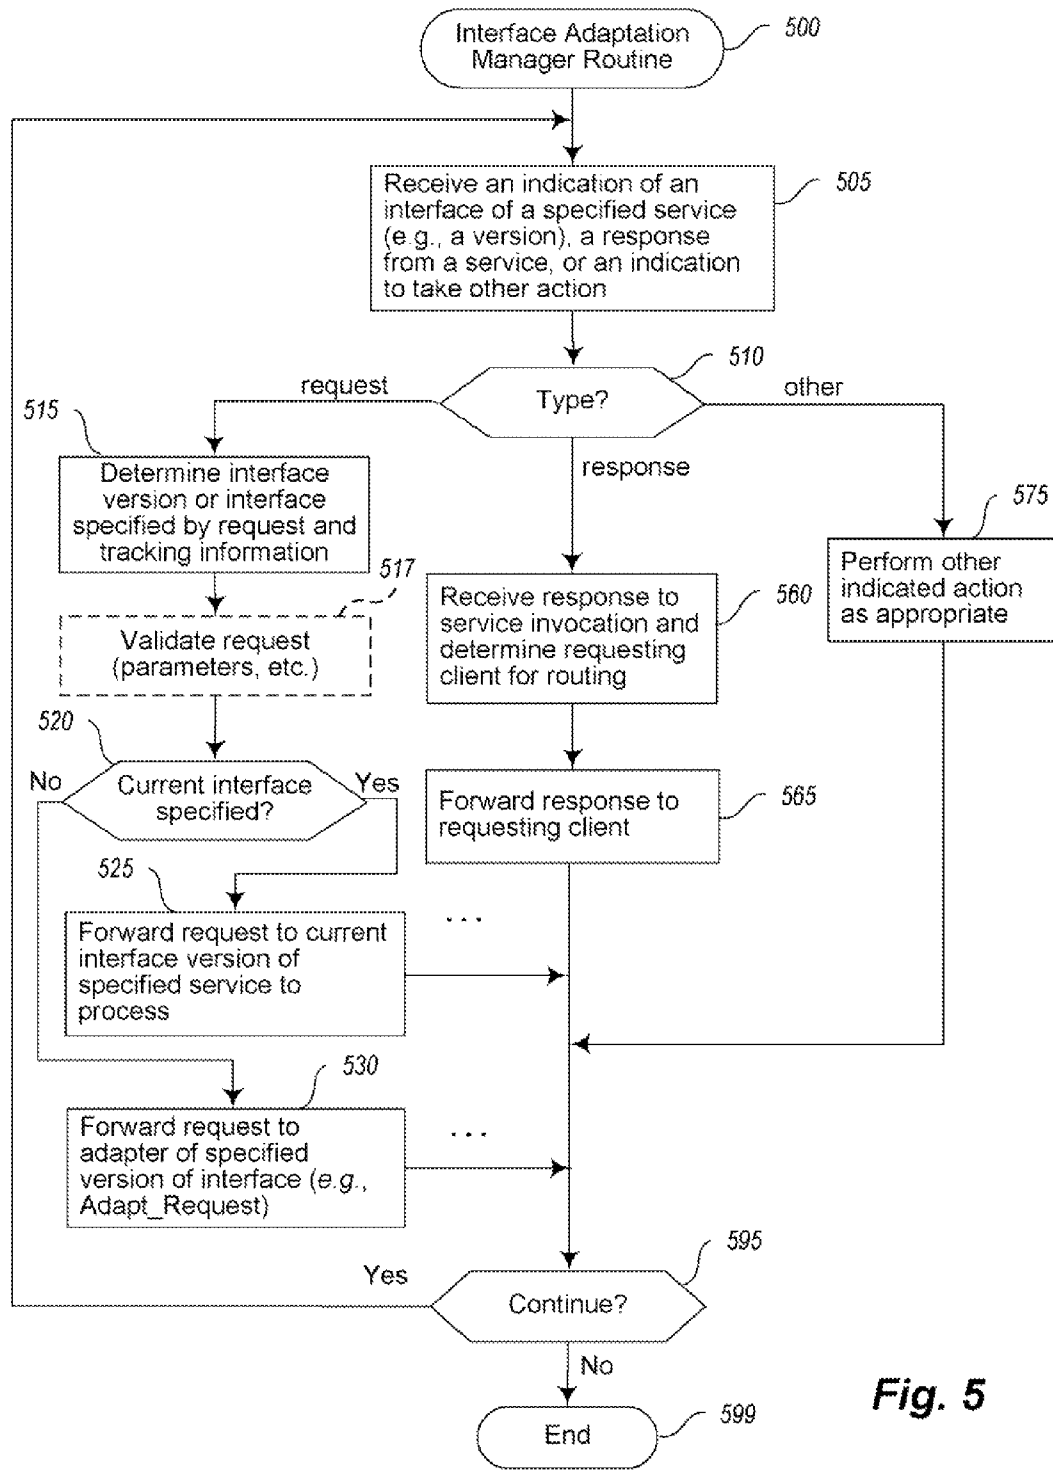 Interface Adaptation
Manager Routine
500
Receive an indication of an
interface of a specified service
(e.g., a version), a response
from a service, or an indication
to take other action
505
510
Type?
request
response
other
515
Determine interface
version or interface
specified by request and
tracking information
517
Validate request
(parameters, etc.)
520
No
Current interface
specified?
Yes
525
Forward request to current
interface version of
specified service to
process
...
530
Forward request to
adapter of specified
version of interface (e.g.,
Adapt_Request)
...
560
Receive response to
service invocation and
determine requesting
client for routing
565
Forward response to
requesting client
575
Perform other
indicated action
as appropriate
595
Yes
Continue?
No
End
599
Fig. 5